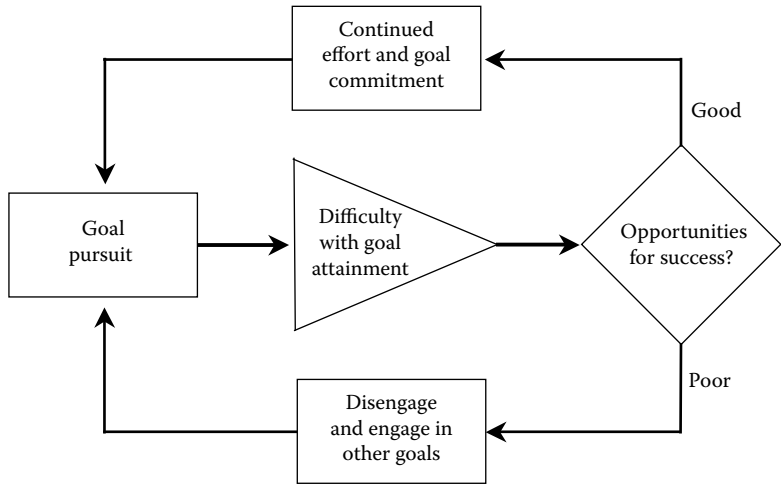 Continued
effort and goal
commitment
Good
Goal
pursuit
Difficulty
with goal
attainment
Opportunities
for success?
Poor
Disengage
and engage in
other goals